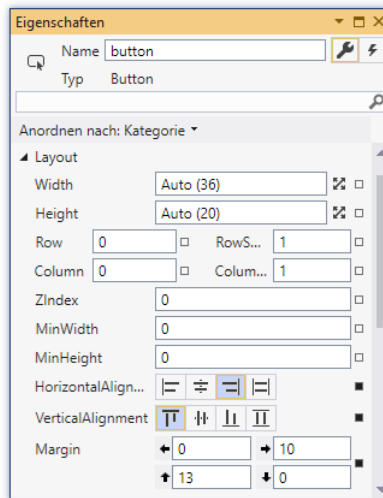 Eigenschaften
Name button
Typ Button
Anordnen nach: Kategorie
Layout
Width Auto (36)
Height Auto (20)
Row 0 RowS... 1
Column 0 Colum... 1
ZIndex 0
MinWidth 0
MinHeight 0
HorizontalAlign...
VerticalAlignment
Margin 0 10
13 0